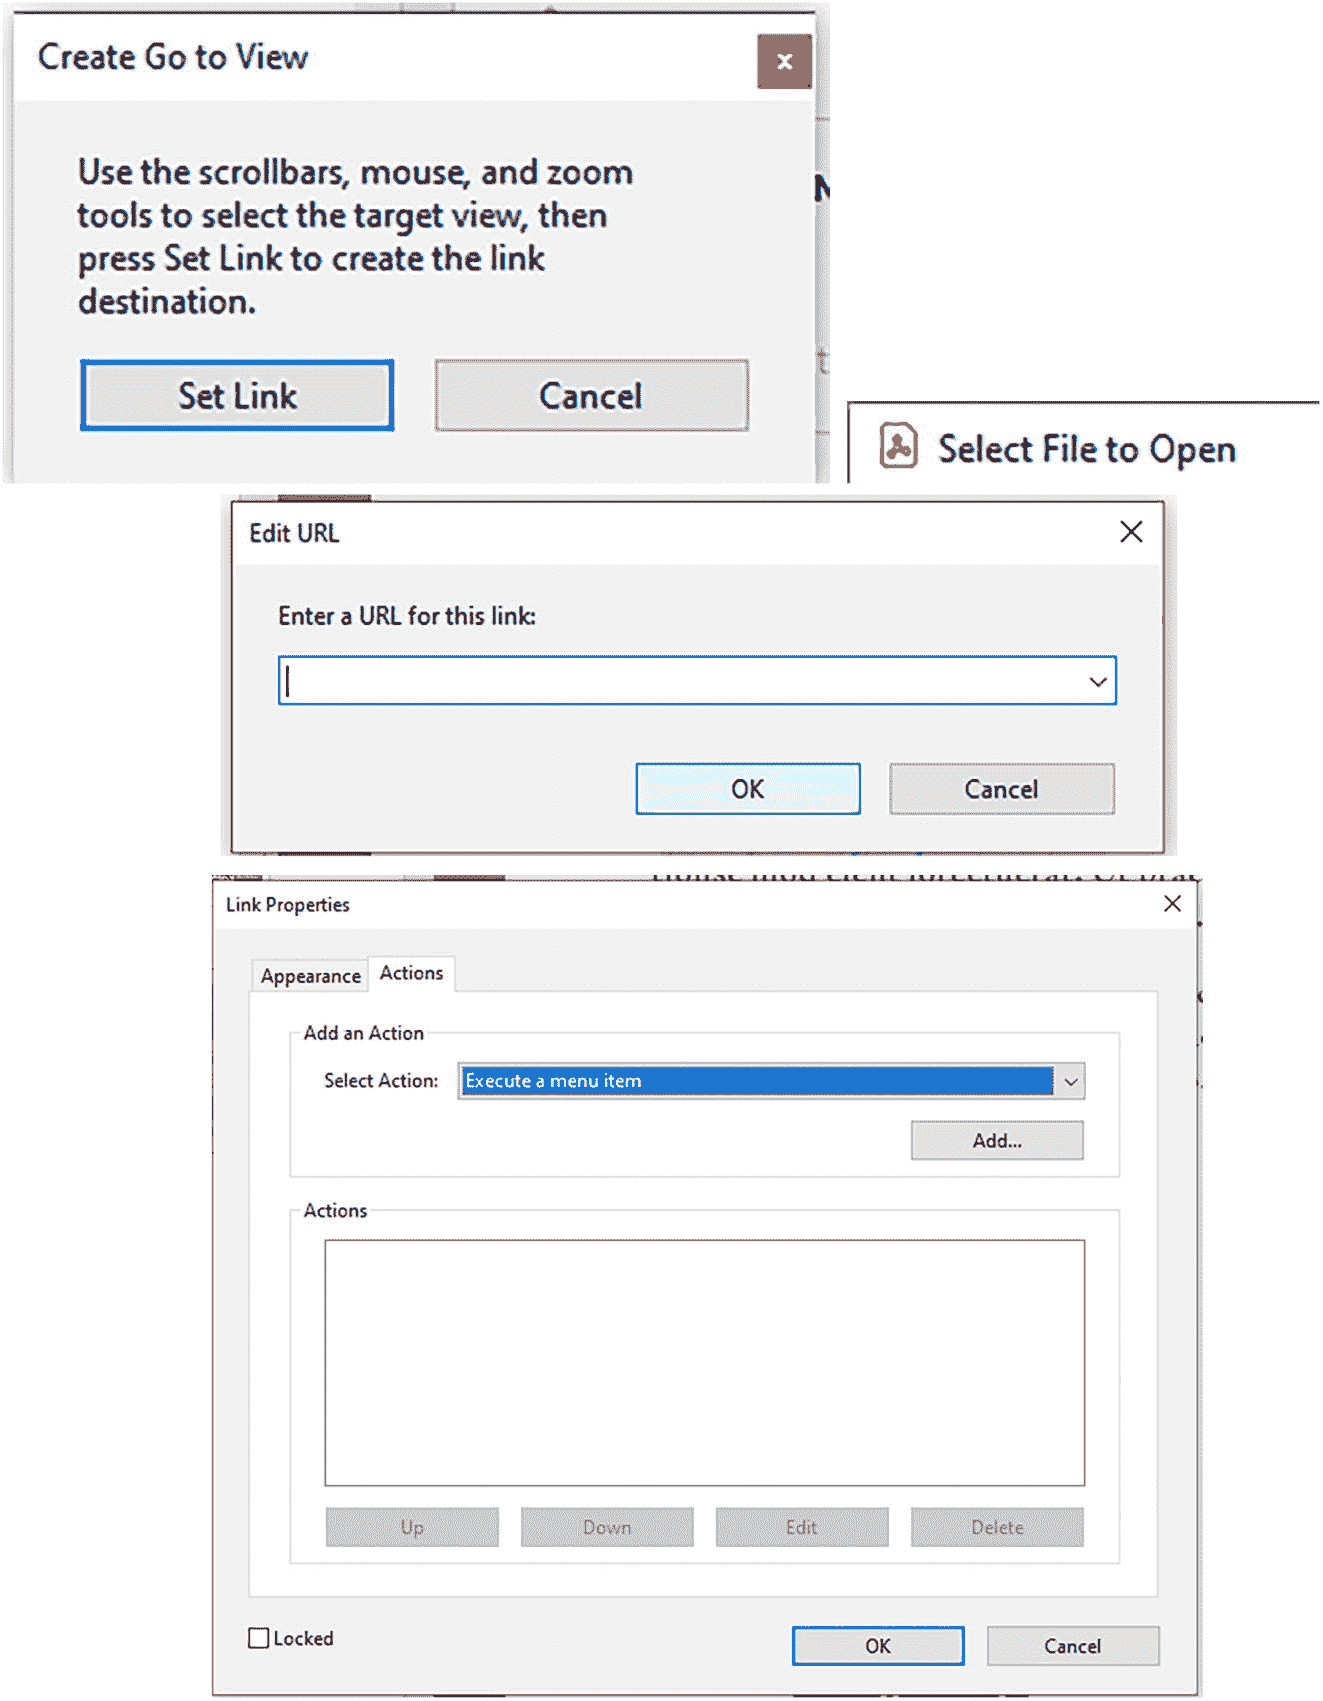 Create Go to View
x
Use the scrollbars, mouse, and zoom
tools to select the target view, then
press Set Link to create the link
destination.
Set Link
Cancel
Select File to Open
Edit URL
Enter a URL for this link:
OK
Cancel
Link Properties
Appearance
Actions
Add an Action
Select Action:
Execute a menu item
Add...
Actions
Up
Down
Edit
Delete
Locked
OK
Cancel